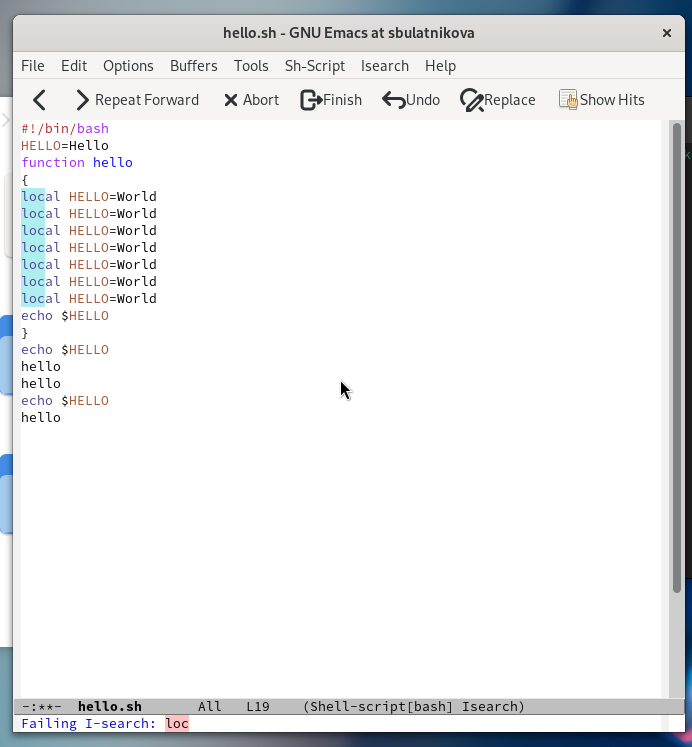 hello.sh - GNU Emacs at sbulatnikova
File Edit Options Buffers Tools Sh-Script Isearch Help
Repeat Forward Abort Finish Undo Replace Show Hits
#!/bin/bash
HELLO=Hello
function hello
{
local HELLO=World
local HELLO=World
local HELLO=World
local HELLO=World
local HELLO=World
local HELLO=World
local HELLO=World
echo $HELLO
}
echo $HELLO
hello
hello
echo $HELLO
hello
-:**- hello.sh All L19 (Shell-script[bash] Isearch)
Failing I-search: loc